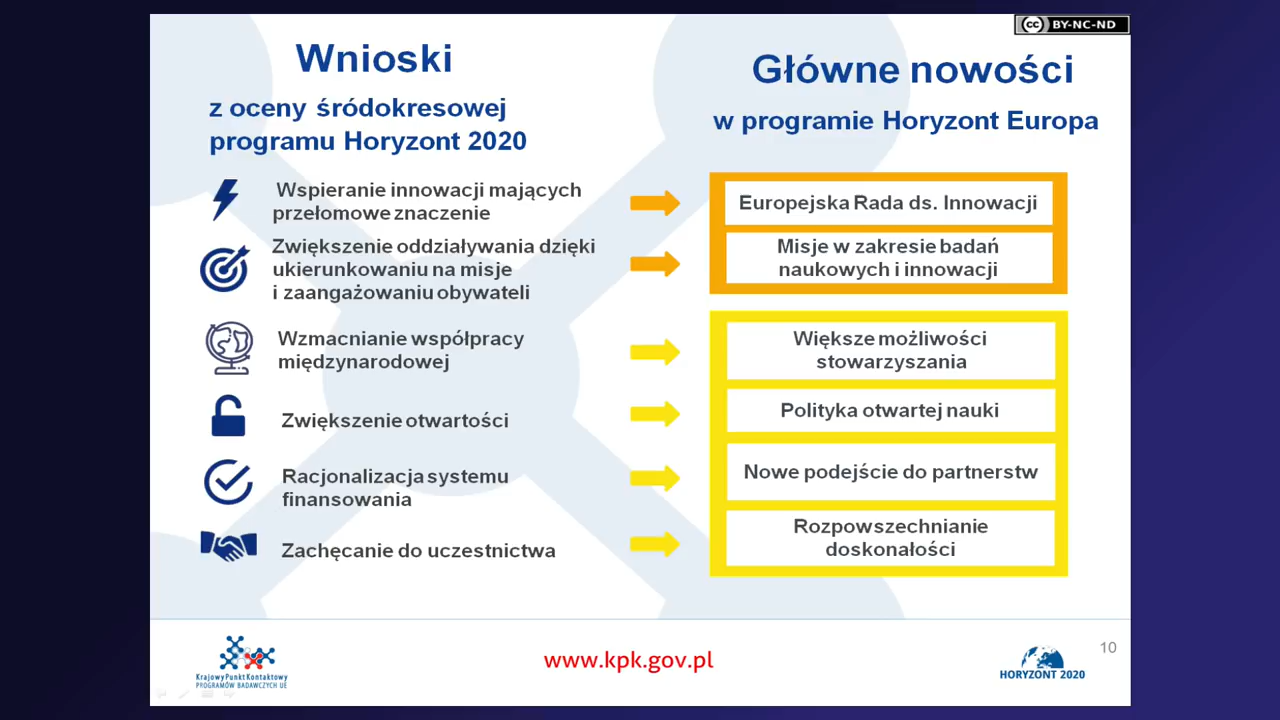 BY-NC-ND
Wnioski
z oceny śródokresowej
programu Horyzont 2020
Główne nowości
w programie Horyzont Europa
Wspieranie innowacji mających
przełomowe znaczenie
Europejska Rada ds. Innowacji
Zwiększenie oddziaływania dzięki
ukierunkowaniu na misje
i zaangażowaniu obywateli
Misje w zakresie badań
naukowych i innowacji
Wzmacnianie współpracy
międzynarodowej
Większe możliwości
stowarzyszania
Zwiększenie otwartości
Polityka otwartej nauki
Racjonalizacja systemu
finansowania
Nowe podejście do partnerstw
Zachęcanie do uczestnictwa
Rozpowszechnianie
doskonałości
Krajowy Punkt Kontaktowy
PROGRAMÓW BADAWCZYCH UE
www.kpk.gov.pl
HORYZONT 2020
10